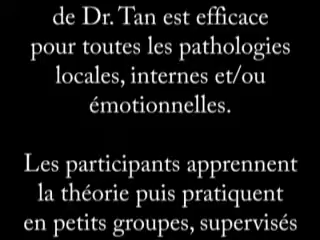 de Dr. Tan est efficace
pour toutes les pathologies
locales, internes et/ou
émotionnelles.
Les participants apprennent
la théorie puis pratiquent
en petits groupes, supervisés